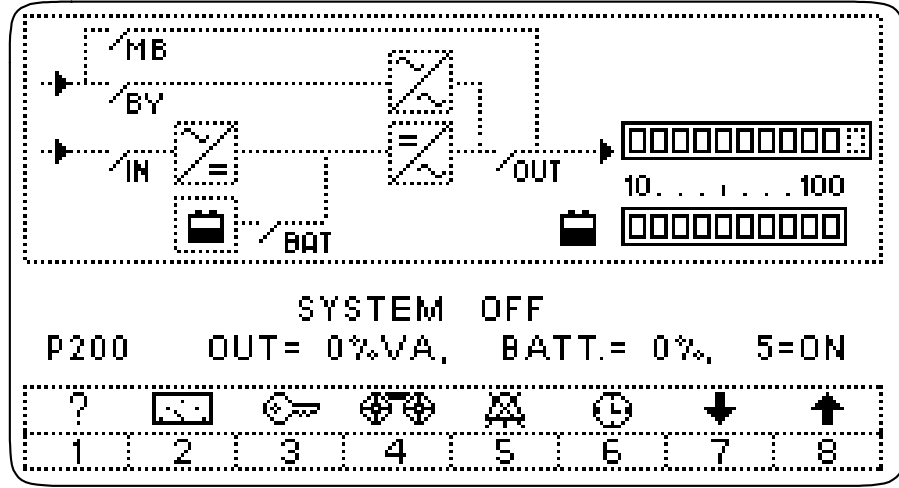 MB
BY
IN
OUT
10. . . ı . . . 100
BAT
SYSTEM OFF
P200 OUT= 0%VA, BATT.= 0%, 5=ON
?
1 2 3 4 5 6 7 8